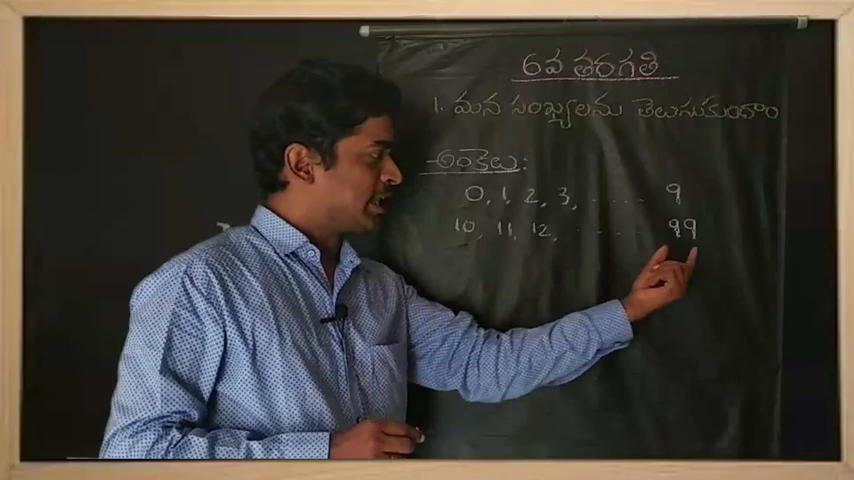 6వ తరగతి
1. మన సంఖ్యలను తెలుసుకుందాం
అంకెలు:
0, 1, 2, 3, ...... 9
10, 11, 12, ...... 99